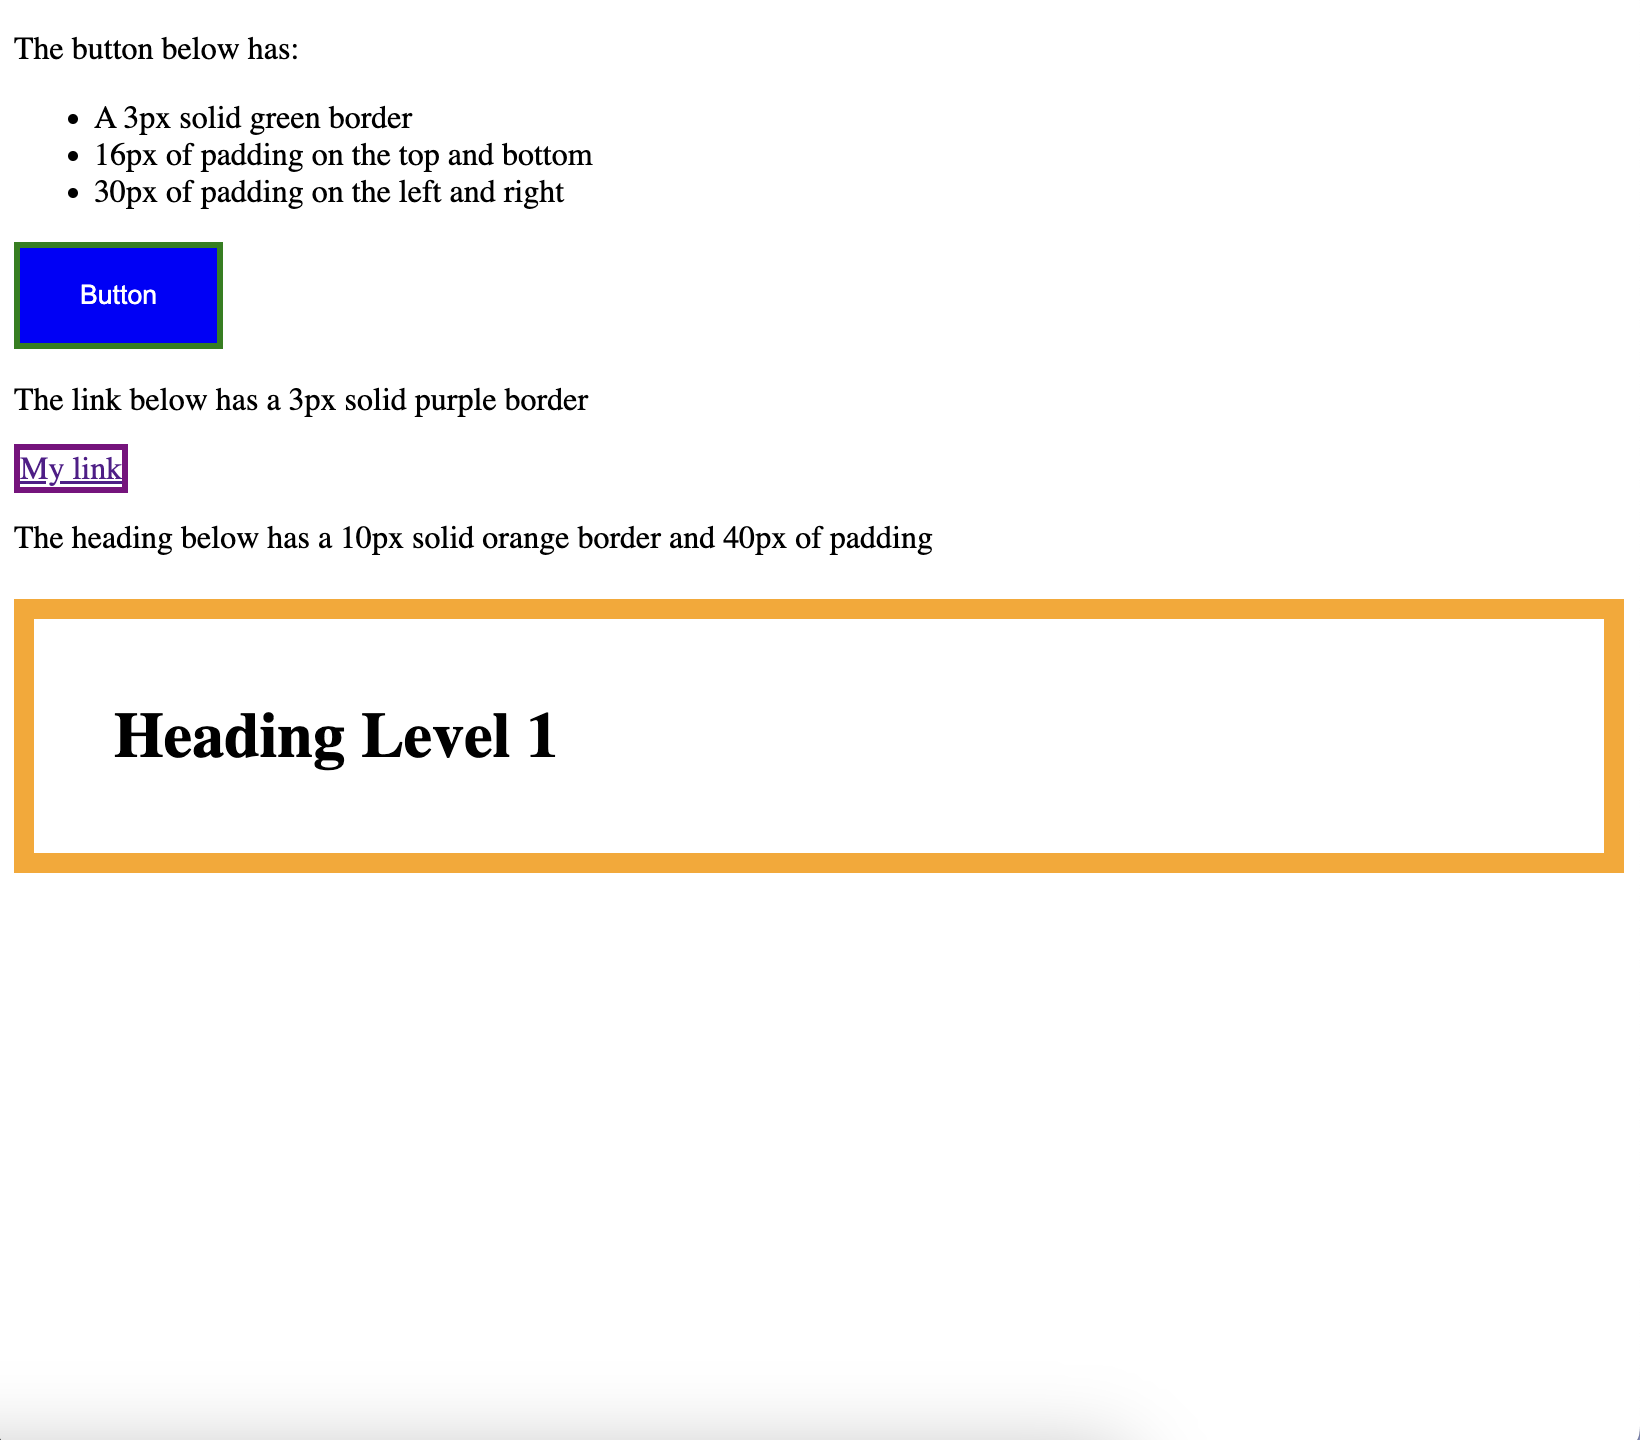 The button below has:
A 3px solid green border
16px of padding on the top and bottom
30px of padding on the left and right
Button
The link below has a 3px solid purple border
My link
The heading below has a 10px solid orange border and 40px of padding
Heading Level 1